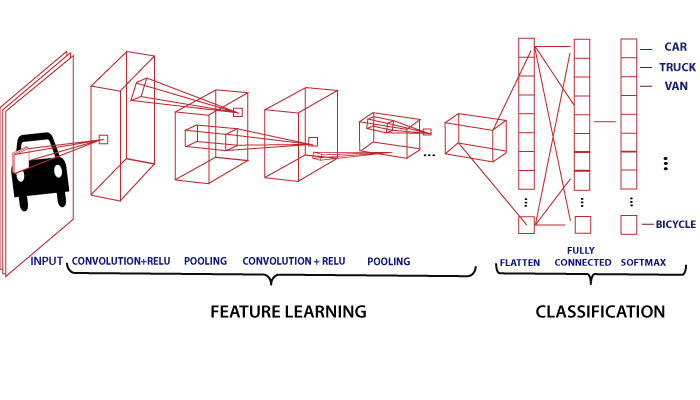 CAR
TRUCK
VAN
BICYCLE
INPUT
CONVOLUTION+RELU
POOLING
CONVOLUTION + RELU
POOLING
...
FLATTEN
FULLY
CONNECTED
SOFTMAX
FEATURE LEARNING
CLASSIFICATION